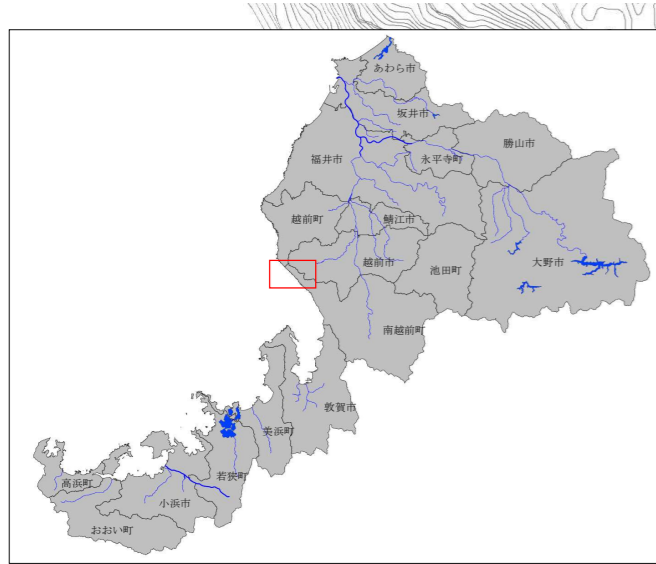 あわら市
坂井市
勝山市
福井市
永平寺町
越前町
鯖江市
越前市
池田町
大野市
南越前町
敦賀市
美浜町
若狭町
高浜町
小浜市
おおい町